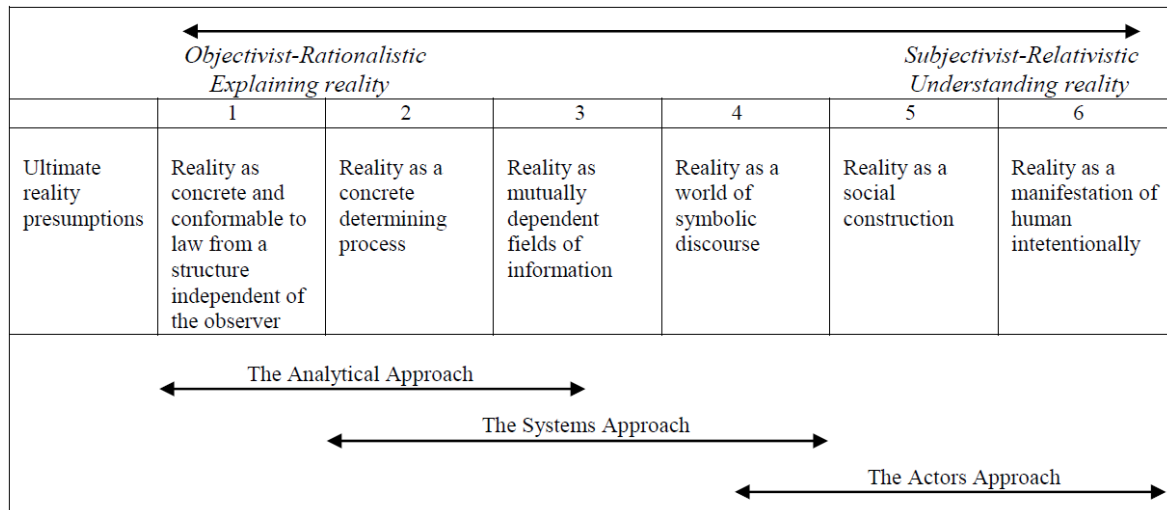 Objectivist-Rationalistic
Explaining reality
Subjectivist-Relativistic
Understanding reality
1
2
3
4
5
6
Ultimate
reality
presumptions
Reality as
concrete and
conformable to
law from a
structure
independent of
the observer
Reality as a
concrete
determining
process
Reality as
mutually
dependent
fields of
information
Reality as a
world of
symbolic
discourse
Reality as a
social
construction
Reality as a
manifestation of
human
intetentionally
The Analytical Approach
The Systems Approach
The Actors Approach